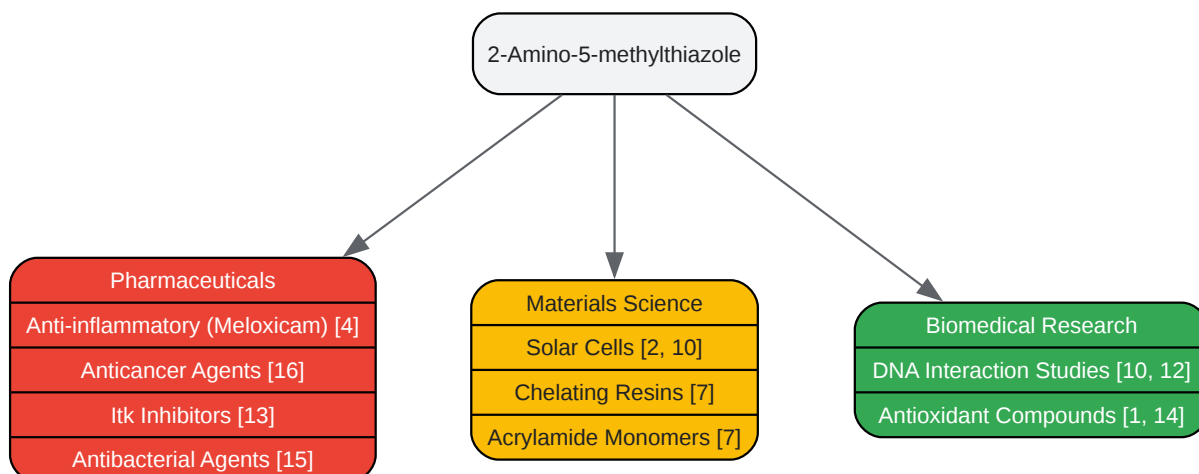 2-Amino-5-methylthiazole
Pharmaceuticals
Anti-inflammatory (Meloxicam) [4]
Anticancer Agents [16]
Itk Inhibitors [13]
Antibacterial Agents [15]
Materials Science
Solar Cells [2, 10]
Chelating Resins [7]
Acrylamide Monomers [7]
Biomedical Research
DNA Interaction Studies [10, 12]
Antioxidant Compounds [1, 14]